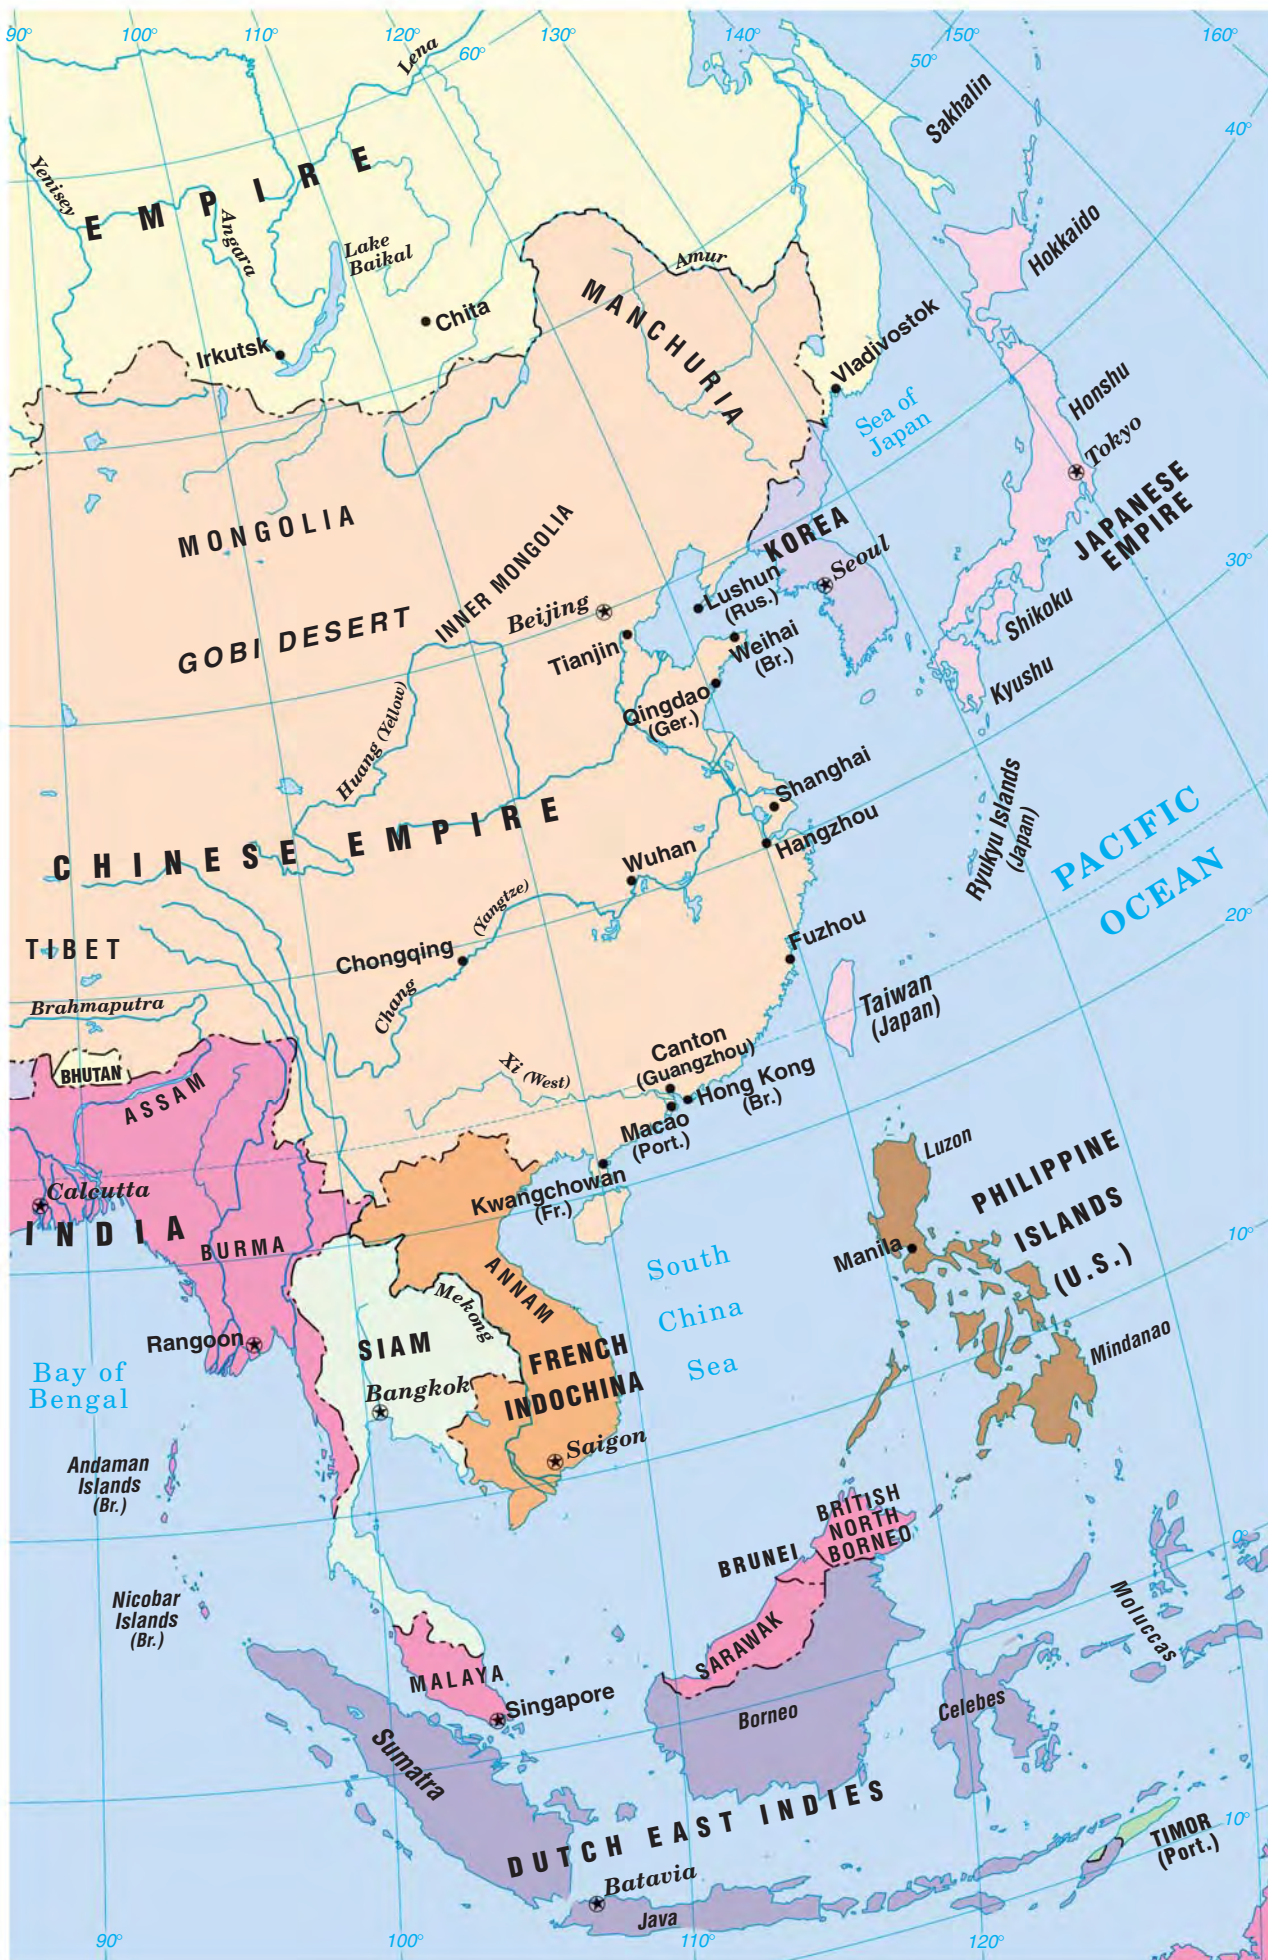 90°
100°
110°
120°
60°
130°
140°
50°
150°
160°
Lena
Sakhalin
40°
Yenisey
EMPIRE
Angara
Lake
Baikal
Hokkaido
Amur
MANCHURIA
Chita
Irkutsk
Vladivostok
Sea of
Japan
Honshu
Tokyo
JAPANESE
EMPIRE
MONGOLIA
INNER MONGOLIA
KOREA
Seoul
30°
GOBI DESERT
Beijing
Lushun
(Rus.)
Tianjin
Weihai
(Br.)
Shikoku
Kyushu
Qingdao
(Ger.)
Huang (Yellow)
Shanghai
Hangzhou
Ryukyu Islands
(Japan)
PACIFIC
OCEAN
CHINESE EMPIRE
Wuhan
(Yangtze)
20°
TIBET
Chongqing
Fuzhou
Brahmaputra
Chang
Taiwan
(Japan)
Canton
(Guangzhou)
Hong Kong
(Br.)
Xi (West)
BHUTAN
ASSAM
Macao
(Port.)
Luzon
PHILIPPINE
ISLANDS
(U.S.)
Calcutta
Kwangchowan
(Fr.)
INDIA
BURMA
Manila
10°
South
China
Sea
ANNAM
Mekong
Rangoon
SIAM
FRENCH
INDOCHINA
Mindanao
Bay of
Bengal
Bangkok
Saigon
Andaman
Islands
(Br.)
BRITISH
NORTH
BORNEO
BRUNEI
0°
Nicobar
Islands
(Br.)
Moluccas
SARAWAK
MALAYA
Singapore
Borneo
Celebes
Sumatra
DUTCH EAST INDIES
TIMOR
(Port.)
10°
Batavia
Java
90°
100°
110°
120°